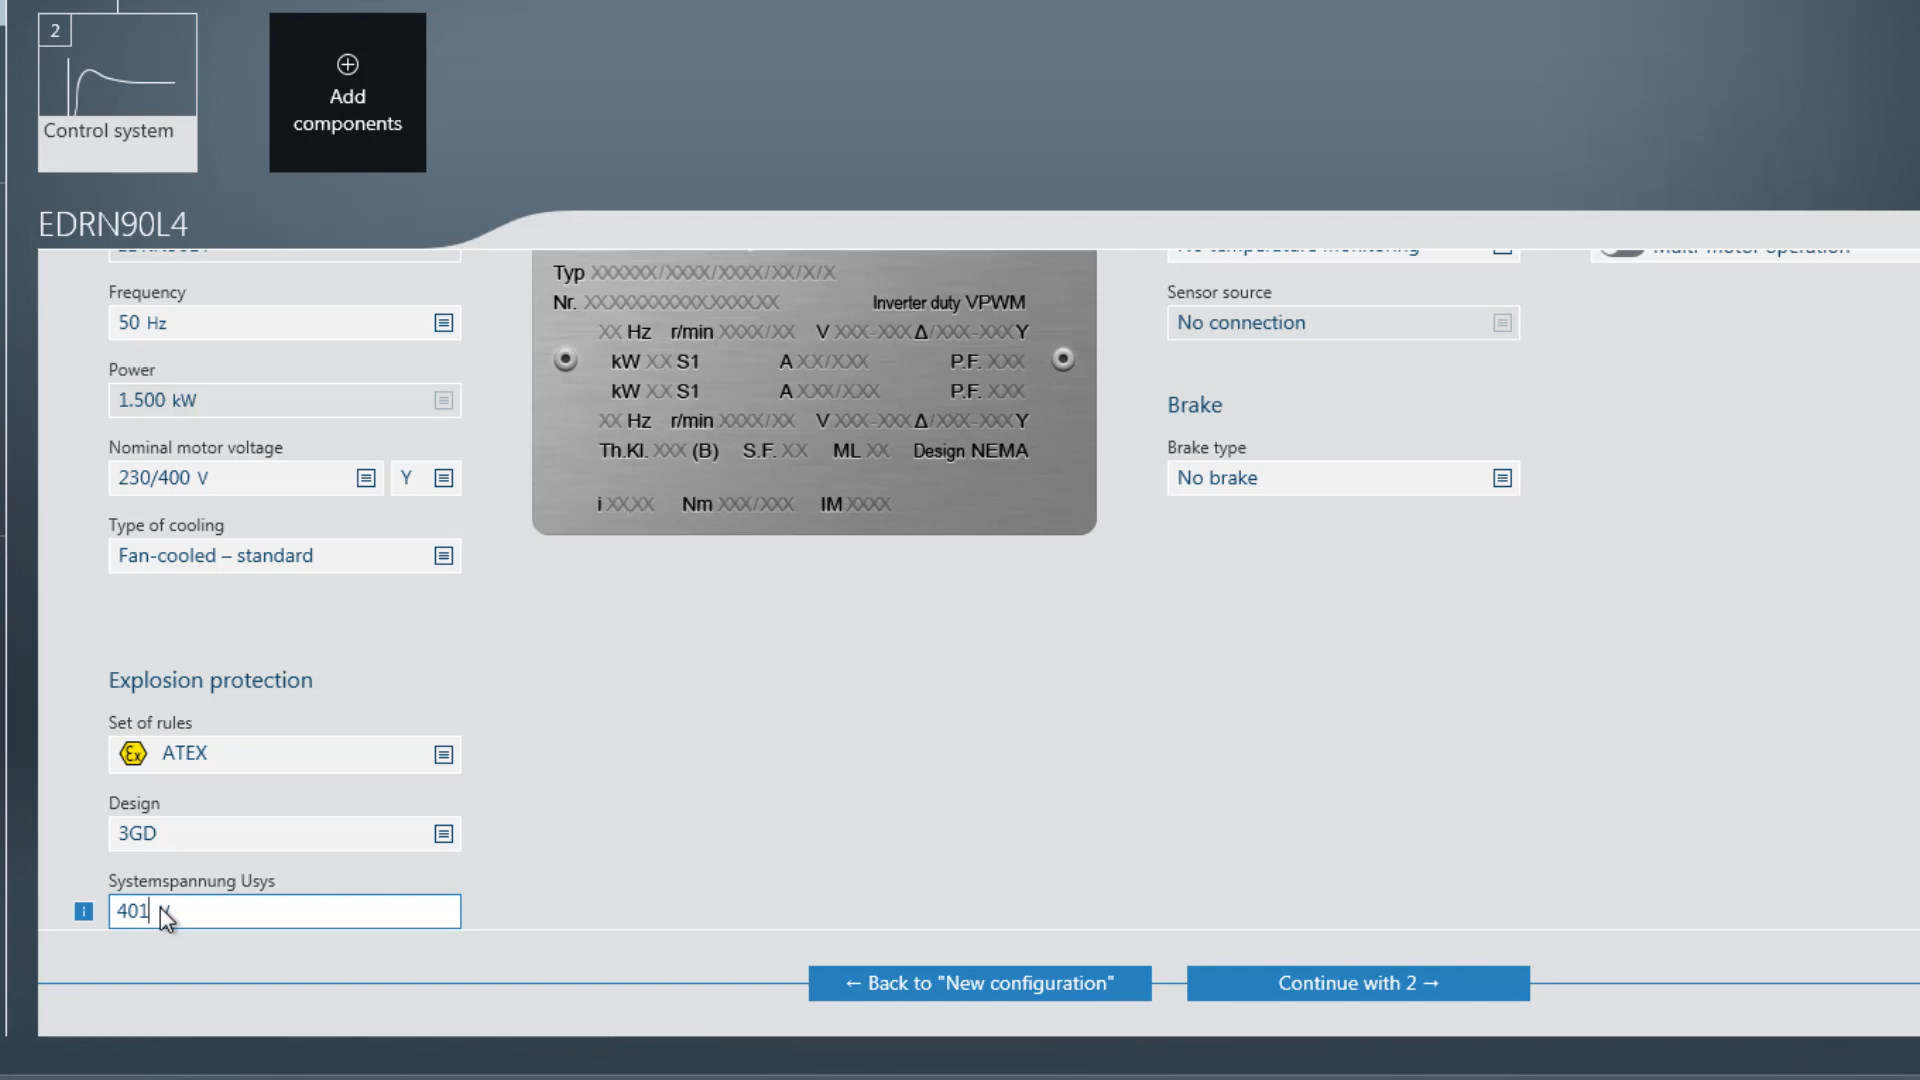 2
Control system
Add
components
EDRN90L4
Frequency
50 Hz
Power
1.500 kW
Nominal motor voltage
230/400 V
Y
Type of cooling
Fan-cooled – standard
Explosion protection
Set of rules
Ex ATEX
Design
3GD
Systemspannung Usys
i
401
Typ XXXXXX/XXXX/XXXX/XX/X/X
Nr. XXXXXXXXXXXXXXXXX Inverter duty VPWM
XX Hz r/min XXXX/XX V XXX-XXX Δ/XXX-XXX Y
kW XX S1 A XX/XXX P.F. XXX
kW XX S1 A XXX/XXX P.F. XXX
XX Hz r/min XXXX/XX V XXX-XXX Δ/XXX-XXX Y
Th.Kl. XXX (B) S.F. XX ML XX Design NEMA
i XX,XX Nm XXX/XXX IM XXXX
Sensor source
No connection
Brake
Brake type
No brake
← Back to "New configuration"
Continue with 2 →